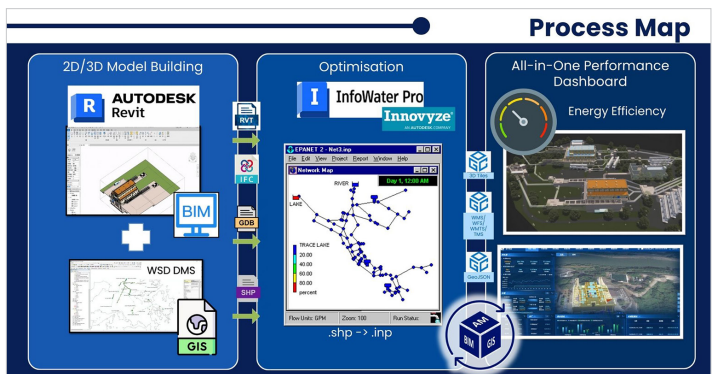 Process Map
2D/3D Model Building
R
AUTODESK
Revit
BIM
WSD DMS
GIS
RVT
IFC
GDB
SHP
Optimisation
I
InfoWater Pro
Innovyze
AN AUTODESK COMPANY
EPANET 2 - Net3.inp
File Edit View Project Report Window Help
Network Map
Day 1, 12:00 AM
RIVER
LAKE
TRACE LAKE
20.00
40.00
60.00
80.00
percent
Flow Units: GPM Zoom: 100 Run Status:
.shp -> .inp
3D Tiles
WMS/
WFS/
WMTS/
TMS
GeoJSON
AM
BIM
GIS
All-in-One Performance
Dashboard
Energy Efficiency